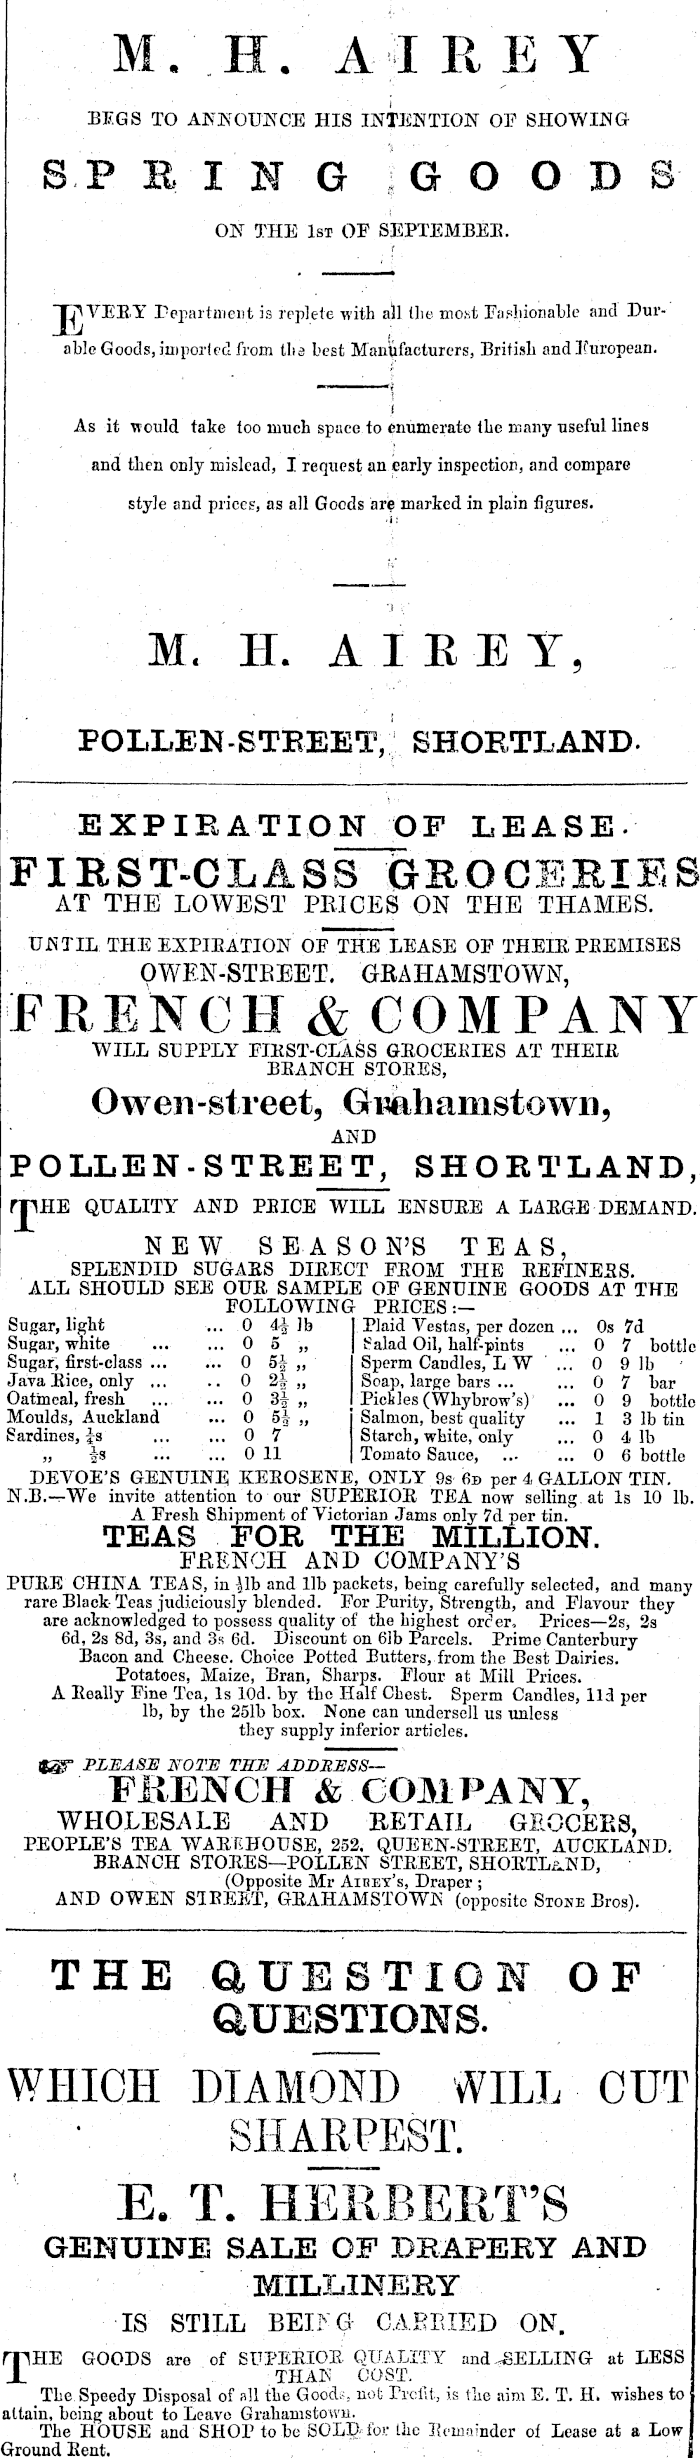 M. H. AIREY
BEGS TO ANNOUNCE HIS INTENTION OF SHOWING
SPRING GOODS
ON THE 1ST OF SEPTEMBER.
EVERY Department is replete with all the most Fashionable and Dur-
able Goods, imported from the best Manufacturers, British and European.
As it would take too much space to enumerate the many useful lines
and then only mislead, I request an early inspection, and compare
style and prices, as all Goods are marked in plain figures.
M. H. AIREY,
POLLEN-STREET, SHORTLAND.
EXPIRATION OF LEASE.
FIRST-CLASS GROCERIES
AT THE LOWEST PRICES ON THE THAMES.
UNTIL THE EXPIRATION OF THE LEASE OF THEIR PREMISES
OWEN-STREET, GRAHAMSTOWN,
FRENCH & COMPANY
WILL SUPPLY FIRST-CLASS GROCERIES AT THEIR
BRANCH STORES,
Owen-street, Grahamstown,
AND
POLLEN-STREET, SHORTLAND,
THE QUALITY AND PRICE WILL ENSURE A LARGE DEMAND.
NEW SEASON'S TEAS,
SPLENDID SUGARS DIRECT FROM THE REFINERS.
ALL SHOULD SEE OUR SAMPLE OF GENUINE GOODS AT THE
FOLLOWING PRICES:—
Sugar, light ... 0 4½ lb
Sugar, white ... ... 0 5 „
Sugar, first-class ... ... 0 5½ „
Java Rice, only ... .. 0 2½ „
Oatmeal, fresh ... ... 0 3½ „
Moulds, Auckland ... 0 5½ „
Sardines, ¼s ... ... 0 7
„ ½s ... ... 0 11
Plaid Vestas, per dozen ... 0s 7d
Salad Oil, half-pints ... 0 7 bottle
Sperm Candles, L W ... 0 9 lb
Soap, large bars ... ... 0 7 bar
Pickles (Whybrow's) ... 0 9 bottle
Salmon, best quality ... 1 3 lb tin
Starch, white, only ... 0 4 lb
Tomato Sauce, ... ... 0 6 bottle
DEVOE'S GENUINE KEROSENE, ONLY 9s 6D per 4 GALLON TIN.
N.B.—We invite attention to our SUPERIOR TEA now selling at 1s 10 lb.
A Fresh Shipment of Victorian Jams only 7d per tin.
TEAS FOR THE MILLION.
FRENCH AND COMPANY'S
PURE CHINA TEAS, in ½lb and 1lb packets, being carefully selected, and many
rare Black Teas judiciously blended. For Purity, Strength, and Flavour they
are acknowledged to possess quality of the highest order. Prices—2s, 2s
6d, 2s 8d, 3s, and 3s 6d. Discount on 6lb Parcels. Prime Canterbury
Bacon and Cheese. Choice Potted Butters, from the Best Dairies.
Potatoes, Maize, Bran, Sharps. Flour at Mill Prices.
A Really Fine Tea, 1s 10d. by the Half Chest. Sperm Candles, 11d per
lb, by the 25lb box. None can undersell us unless
they supply inferior articles.
☞ PLEASE NOTE THE ADDRESS—
FRENCH & COMPANY,
WHOLESALE AND RETAIL GROCERS,
PEOPLE'S TEA WAREHOUSE, 252, QUEEN-STREET, AUCKLAND.
BRANCH STORES—POLLEN STREET, SHORTLAND,
(Opposite Mr AIREY's, Draper;
AND OWEN STREET, GRAHAMSTOWN (opposite STONE Bros).
THE QUESTION OF
QUESTIONS.
WHICH DIAMOND WILL CUT
SHARPEST.
E. T. HERBERT'S
GENUINE SALE OF DRAPERY AND
MILLINERY
IS STILL BEING CARRIED ON.
THE GOODS are of SUPERIOR QUALITY and SELLING at LESS
THAN COST.
The Speedy Disposal of all the Goods, not Profit, is the aim E. T. H. wishes to
attain, being about to Leave Grahamstown.
The HOUSE and SHOP to be SOLD for the Remainder of Lease at a Low
Ground Rent.